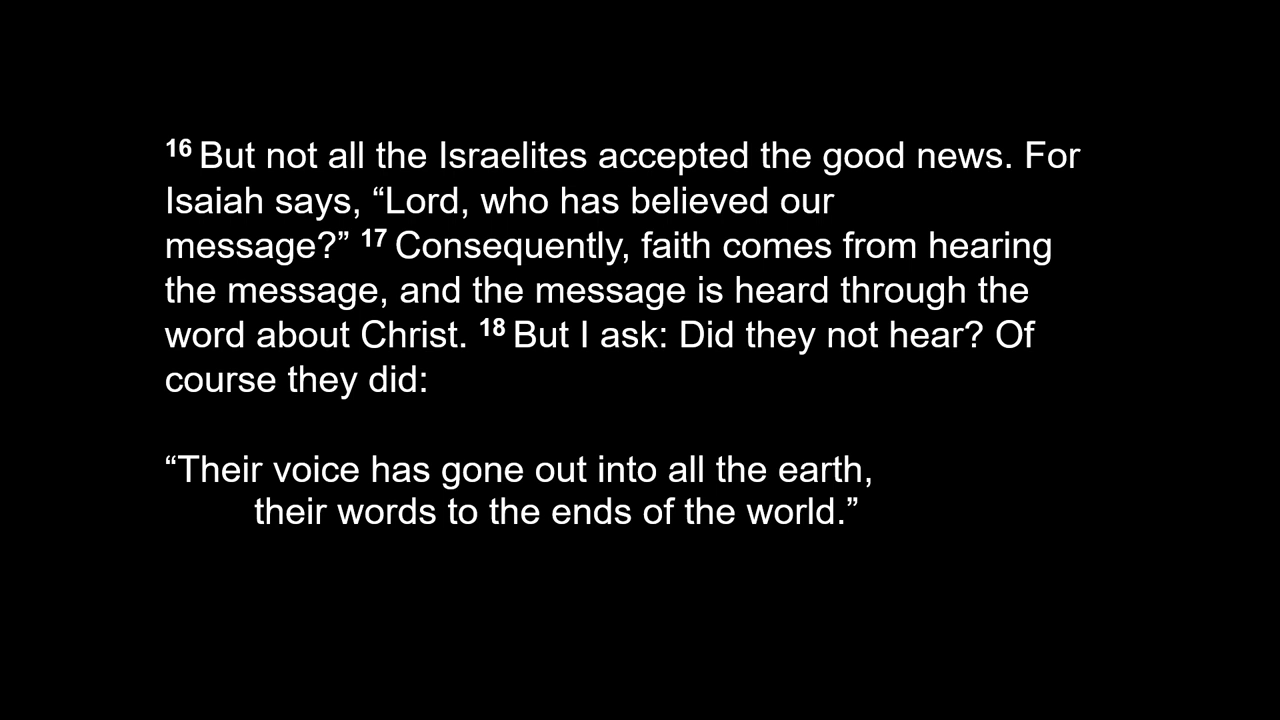 16 But not all the Israelites accepted the good news. For
Isaiah says, “Lord, who has believed our
message?” 17 Consequently, faith comes from hearing
the message, and the message is heard through the
word about Christ. 18 But I ask: Did they not hear? Of
course they did:
“Their voice has gone out into all the earth,
their words to the ends of the world.”